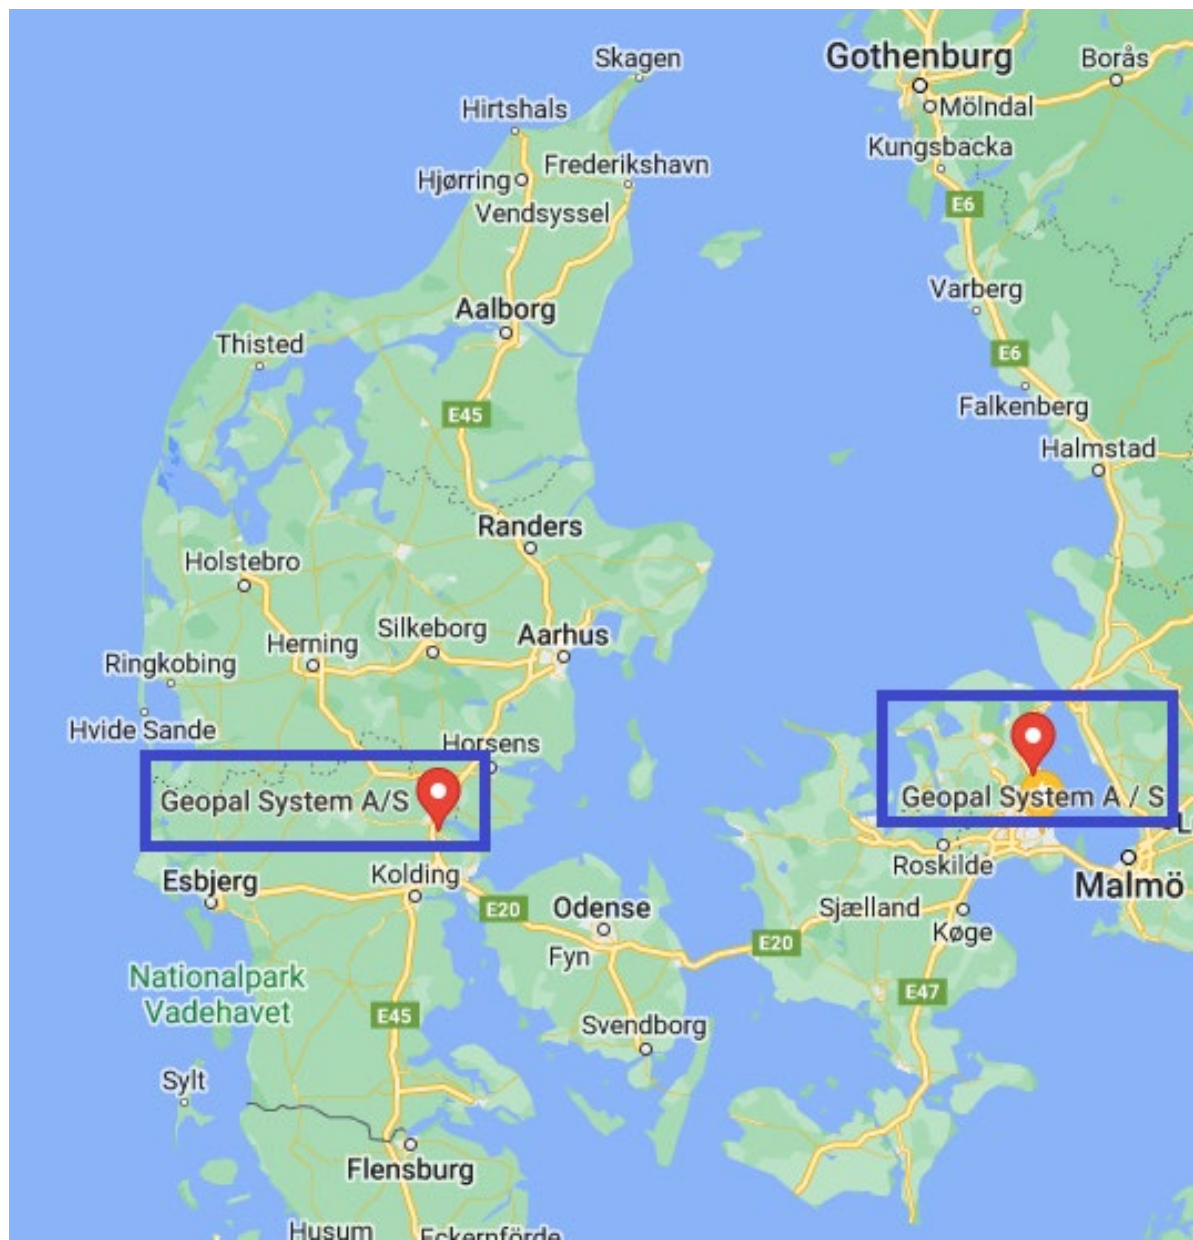 Skagen
Gothenburg
Borås
Hirtshals
Mölndal
Kungsbacka
Hjørring
Frederikshavn
Vendsyssel
E6
Varberg
Aalborg
Thisted
E6
Falkenberg
E45
Halmstad
Randers
Holstebro
Silkeborg
Aarhus
Herning
Ringkobing
Hvide Sande
Horsens
Geopal System A/S
Geopal System A / S
Roskilde
Kolding
Esbjerg
Malmö
E20
Odense
Sjælland
Køge
E20
Fyn
Nationalpark
Vadehavet
E47
E45
Svendborg
Sylt
Flensburg
Husum
Eckernförde